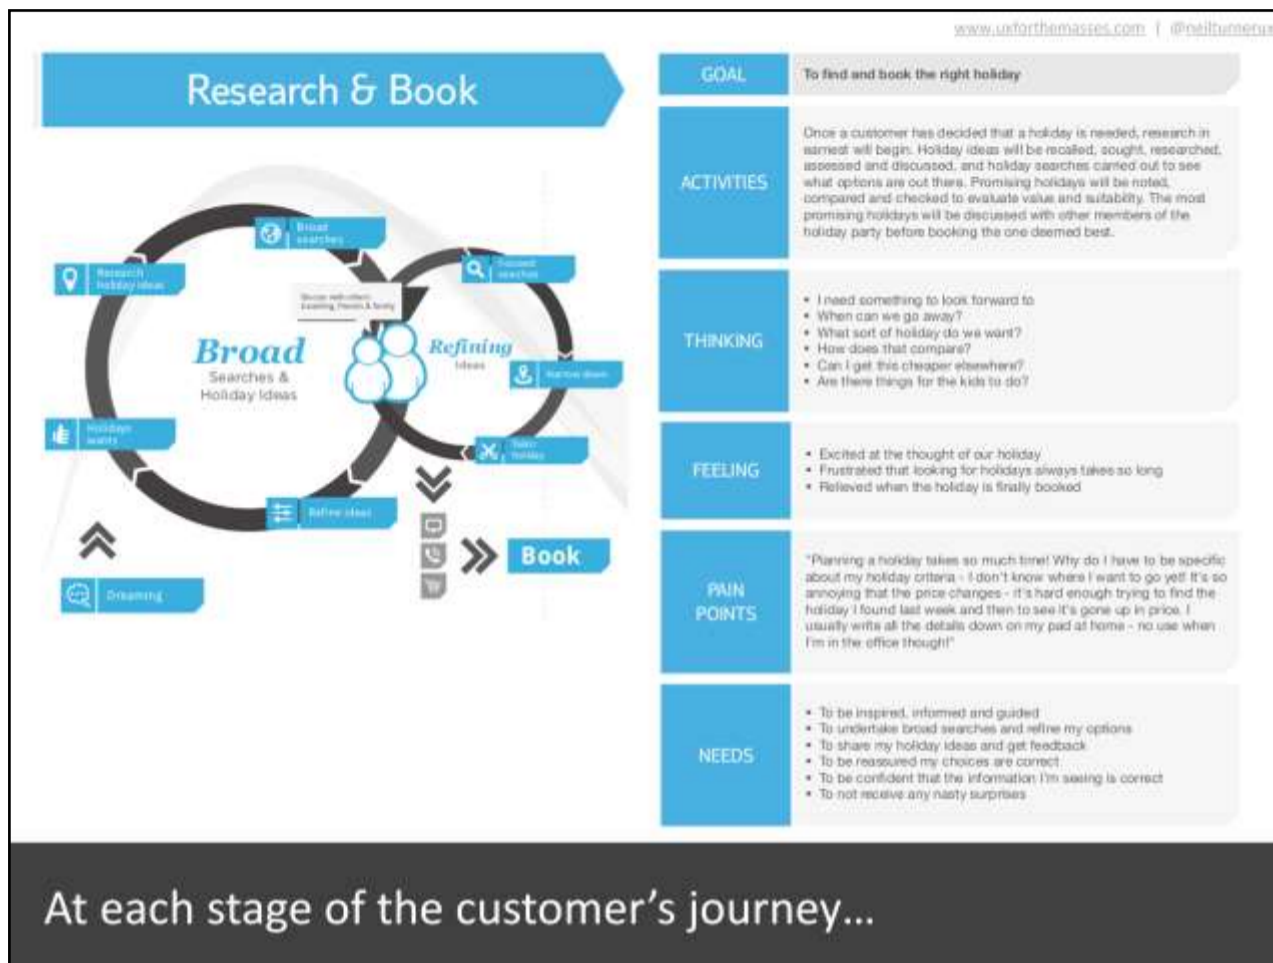 www.uxforthemasses.com | @neilturnerux
Research & Book
Broad
searches
Research
holiday ideas
Focused
searches
Discuss with others:
travelling, friends & family
Broad
Searches &
Holiday Ideas
Refining
Ideas
Narrow down
Holidays
wants
Tailor
holiday
Refine ideas
Book
Dreaming
GOAL
To find and book the right holiday
ACTIVITIES
Once a customer has decided that a holiday is needed, research in
earnest will begin. Holiday ideas will be recalled, sought, researched,
assessed and discussed, and holiday searches carried out to see
what options are out there. Promising holidays will be noted,
compared and checked to evaluate value and suitability. The most
promising holidays will be discussed with other members of the
holiday party before booking the one deemed best.
THINKING
• I need something to look forward to
• When can we go away?
• What sort of holiday do we want?
• How does that compare?
• Can I get this cheaper elsewhere?
• Are there things for the kids to do?
FEELING
• Excited at the thought of our holiday
• Frustrated that looking for holidays always takes so long
• Relieved when the holiday is finally booked
PAIN
POINTS
"Planning a holiday takes so much time! Why do I have to be specific
about my holiday criteria - I don't know where I want to go yet! It's so
annoying that the price changes - it's hard enough trying to find the
holiday I found last week and then to see it's gone up in price. I
usually write all the details down on my pad at home - no use when
I'm in the office though!"
NEEDS
• To be inspired, informed and guided
• To undertake broad searches and refine my options
• To share my holiday ideas and get feedback
• To be reassured my choices are correct
• To be confident that the information I'm seeing is correct
• To not receive any nasty surprises
At each stage of the customer's journey…